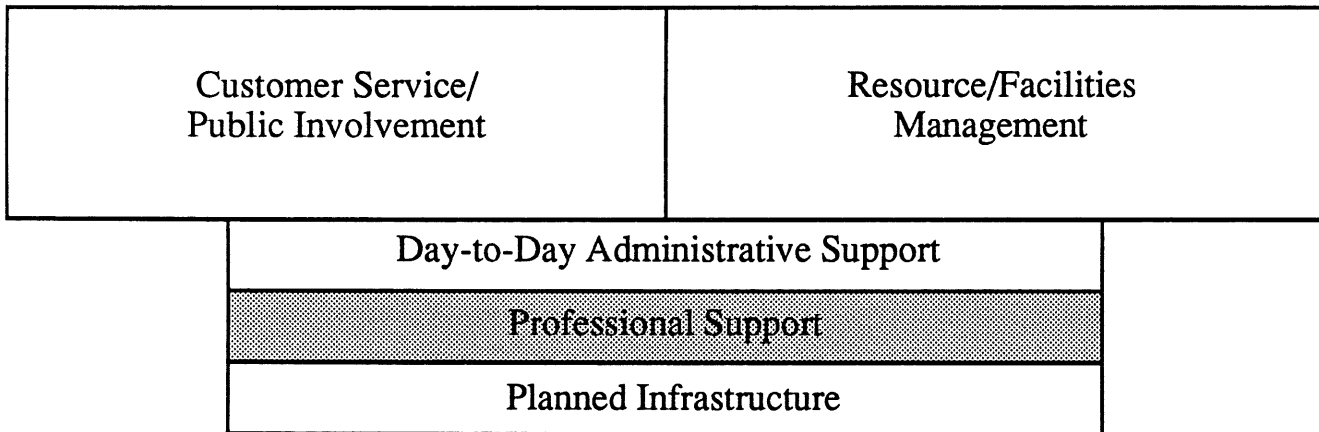 Customer Service/
Public Involvement
Resource/Facilities
Management
Day-to-Day Administrative Support
Professional Support
Planned Infrastructure